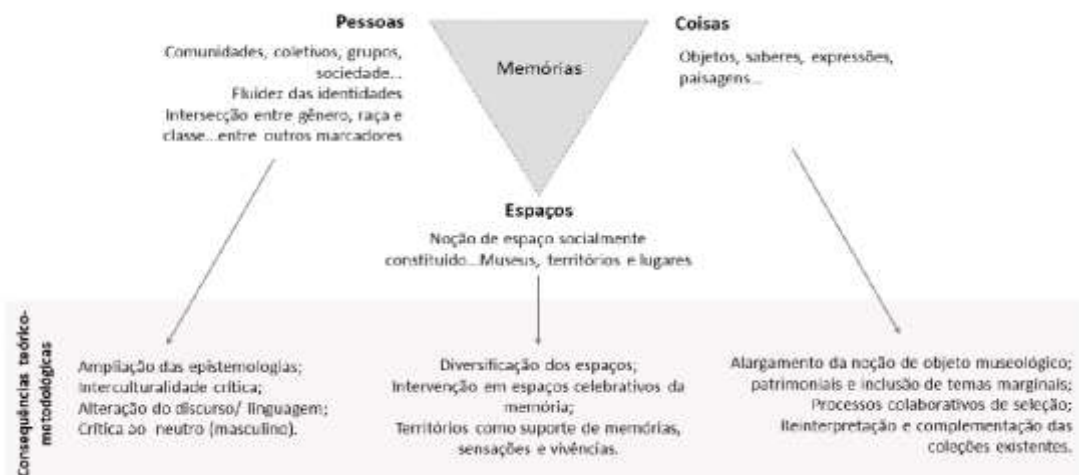 Pessoas
Comunidades, coletivos, grupos,
sociedade...
Fluidez das identidades
Intersecção entre gênero, raça e
classe...entre outros marcadores
Memórias
Coisas
Objetos, saberes, expressões,
paisagens...
Espaços
Noção de espaço socialmente
constituido...Museus, territórios e lugares
Consequências teórico-
metodológicas
Ampliação das epistemologias;
Interculturalidade crítica;
Alteração do discurso/ linguagem;
Crítica ao neutro (masculino).
Diversificação dos espaços;
Intervenção em espaços celebrativos da
memória;
Territórios como suporte de memórias,
sensações e vivências.
Alargamento da noção de objeto museológico;
patrimoniais e inclusão de temas marginais;
Processos colaborativos de seleção;
Reinterpretação e complementação das
coleções existentes.